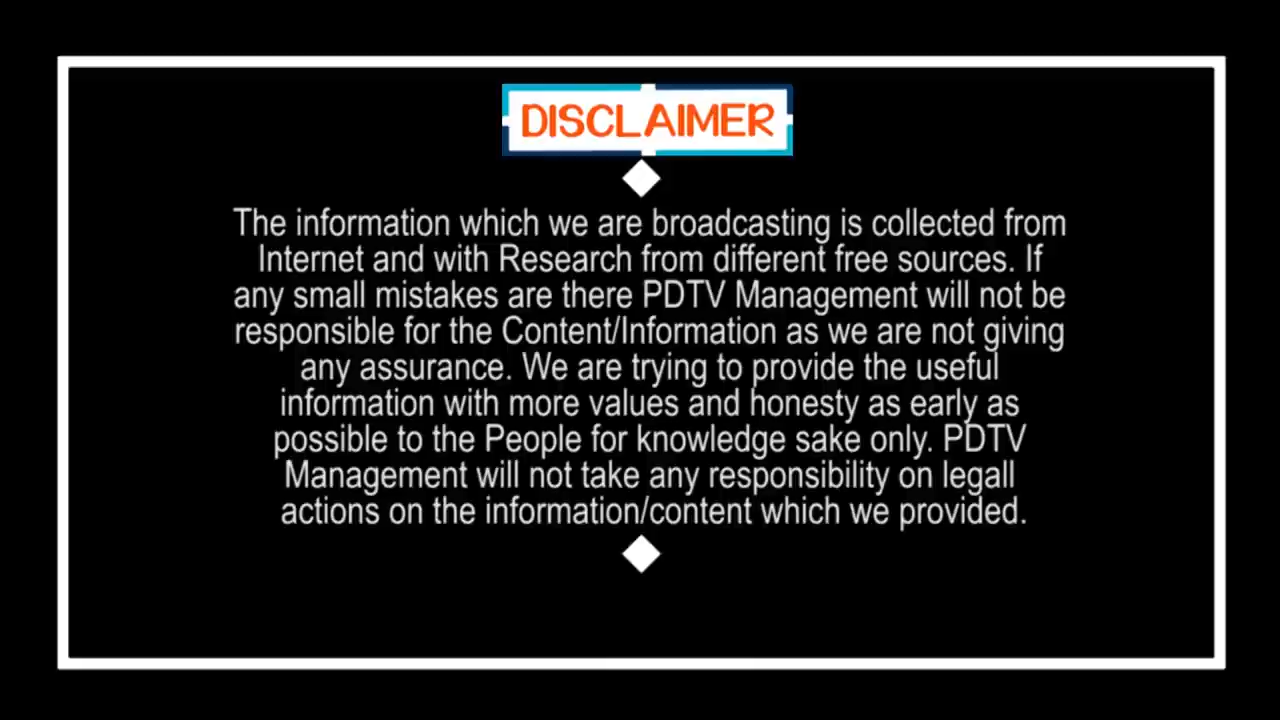 DISCLAIMER
The information which we are broadcasting is collected from
Internet and with Research from different free sources. If
any small mistakes are there PDTV Management will not be
responsible for the Content/Information as we are not giving
any assurance. We are trying to provide the useful
information with more values and honesty as early as
possible to the People for knowledge sake only. PDTV
Management will not take any responsibility on legall
actions on the information/content which we provided.